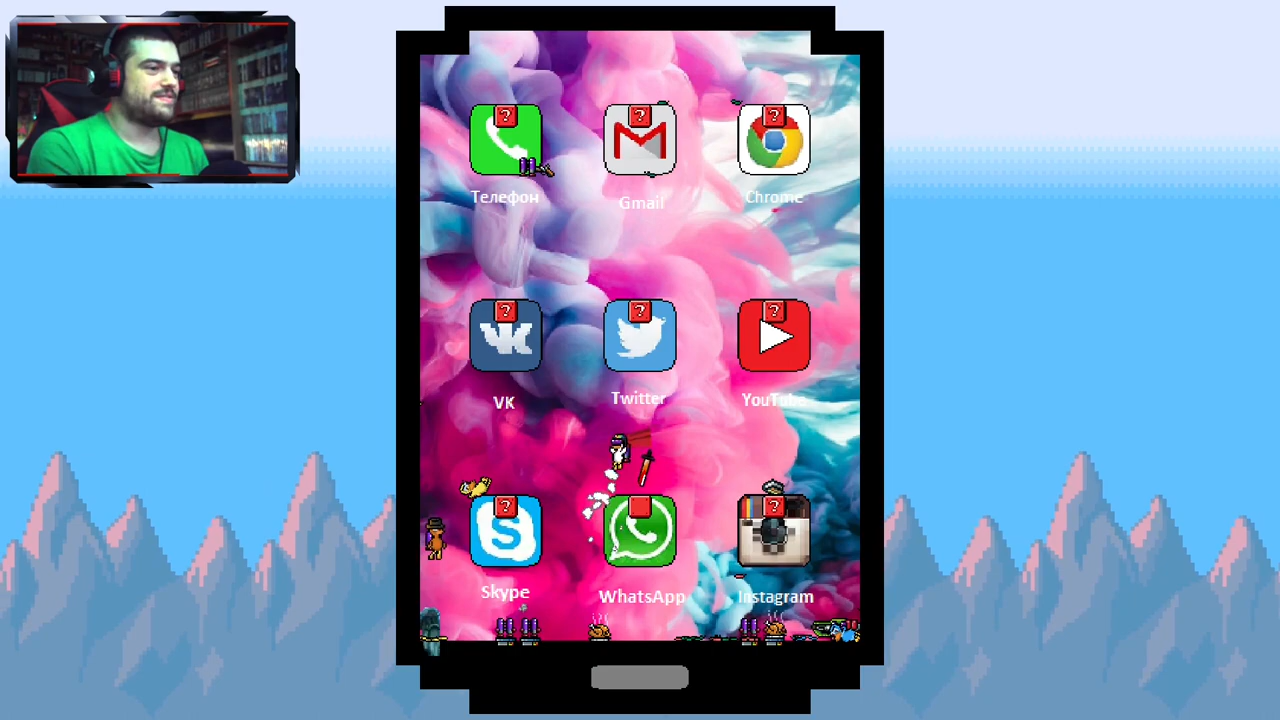 Телефон
Gmail
Chrome
VK
Twitter
YouTube
Skype
WhatsApp
Instagram